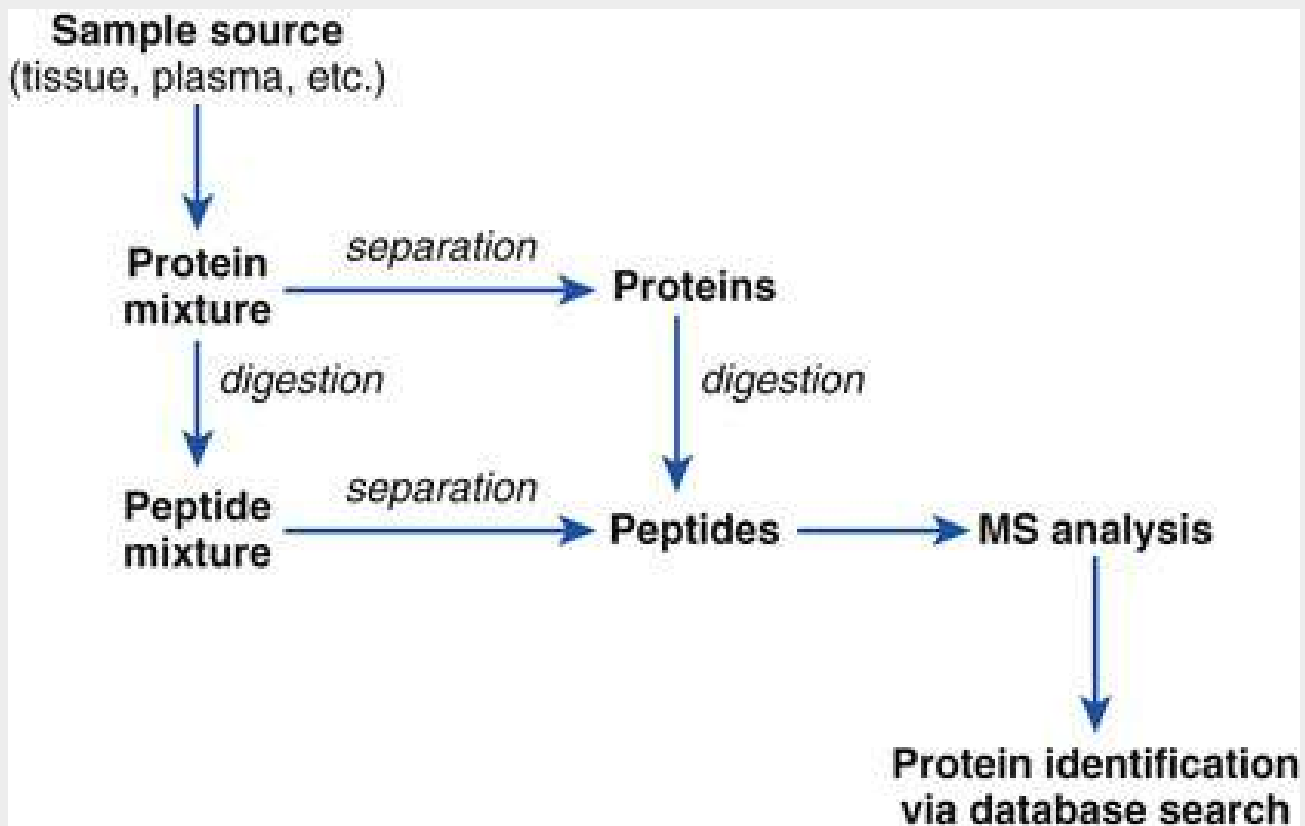 Sample source
(tissue, plasma, etc.)
Protein
mixture
separation
Proteins
digestion
digestion
Peptide
mixture
separation
Peptides
MS analysis
Protein identification
via database search